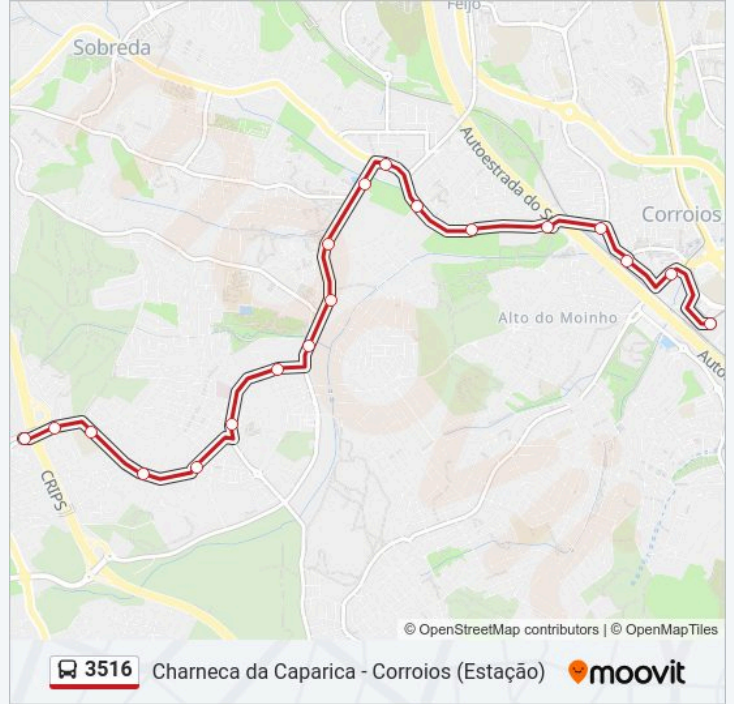 Feijó
Sobreda
Autoestrada do S
Corroios
Alto do Moinho
Auto
CRIPS
© OpenStreetMap contributors | © OpenMapTiles
3516 Charneca da Caparica - Corroios (Estação) moovit